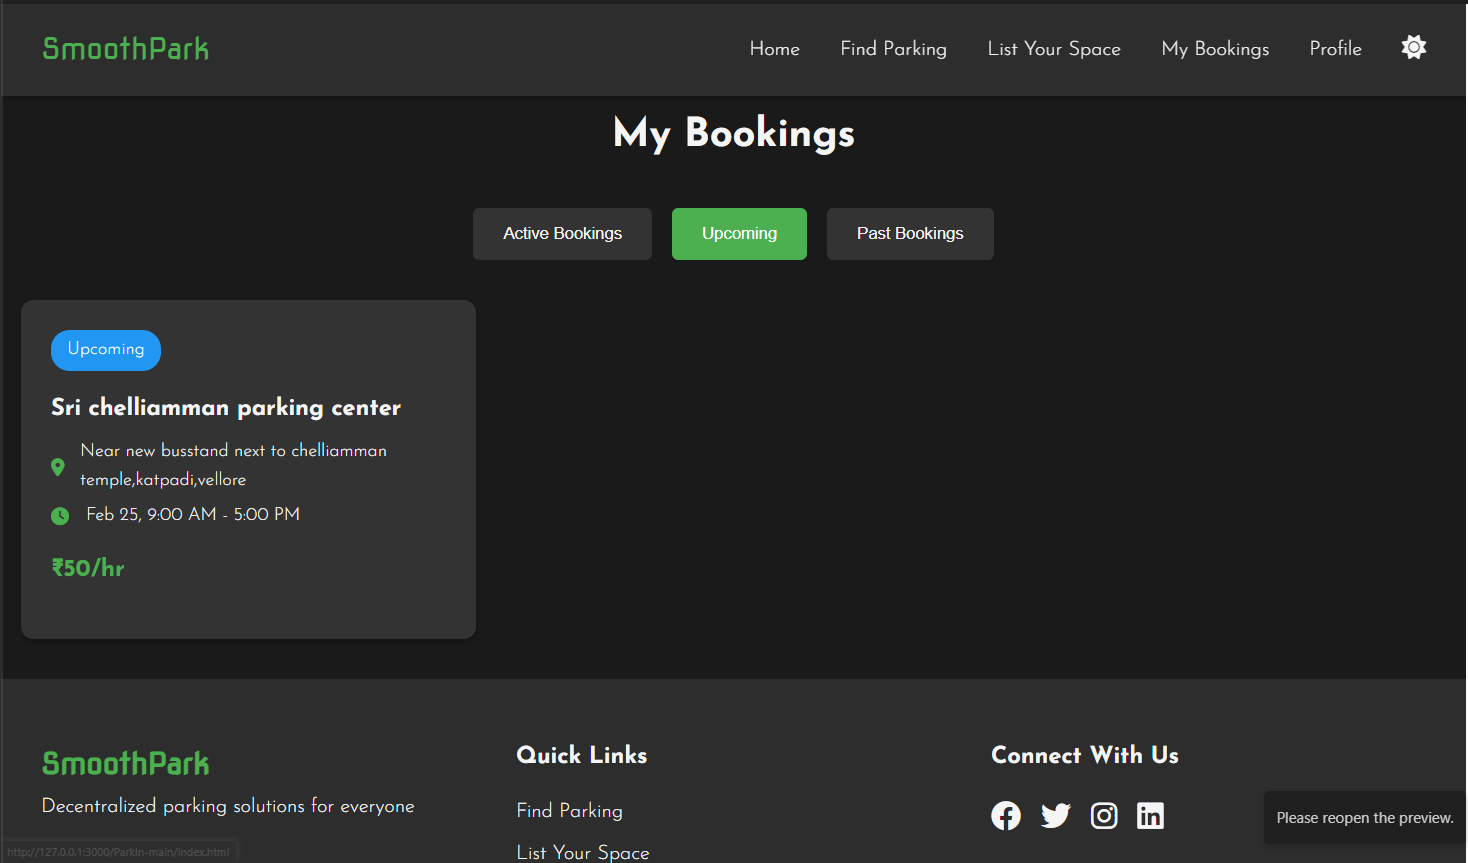 SmoothPark
Home
Find Parking
List Your Space
My Bookings
Profile
My Bookings
Active Bookings
Upcoming
Past Bookings
Upcoming
Sri chelliamman parking center
Near new busstand next to chelliamman
temple,katpadi,vellore
Feb 25, 9:00 AM - 5:00 PM
₹50/hr
SmoothPark
Decentralized parking solutions for everyone
Quick Links
Find Parking
List Your Space
Connect With Us
Please reopen the preview.
http://127.0.0.1:3000/ParkIn-main/index.html